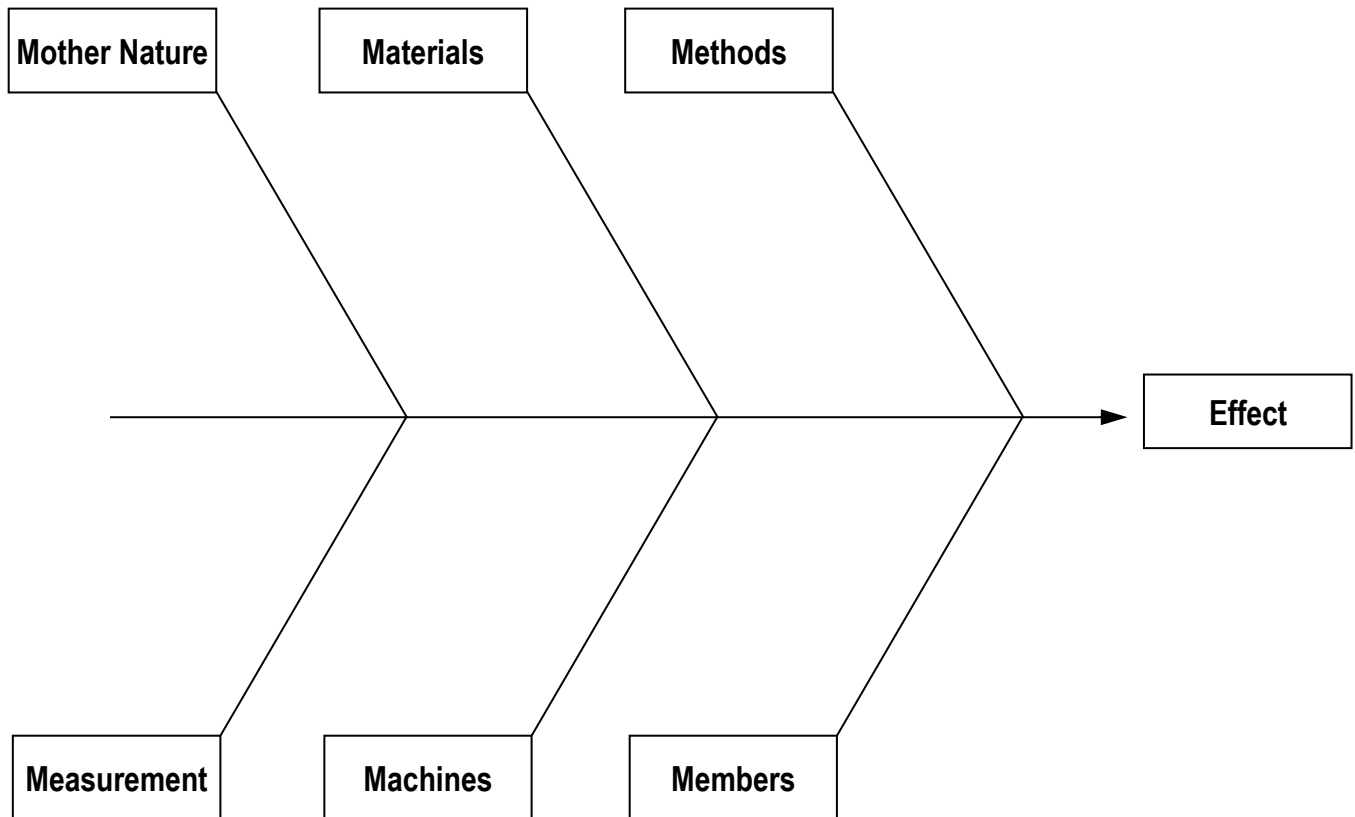 Mother Nature
Materials
Methods
Effect
Measurement
Machines
Members